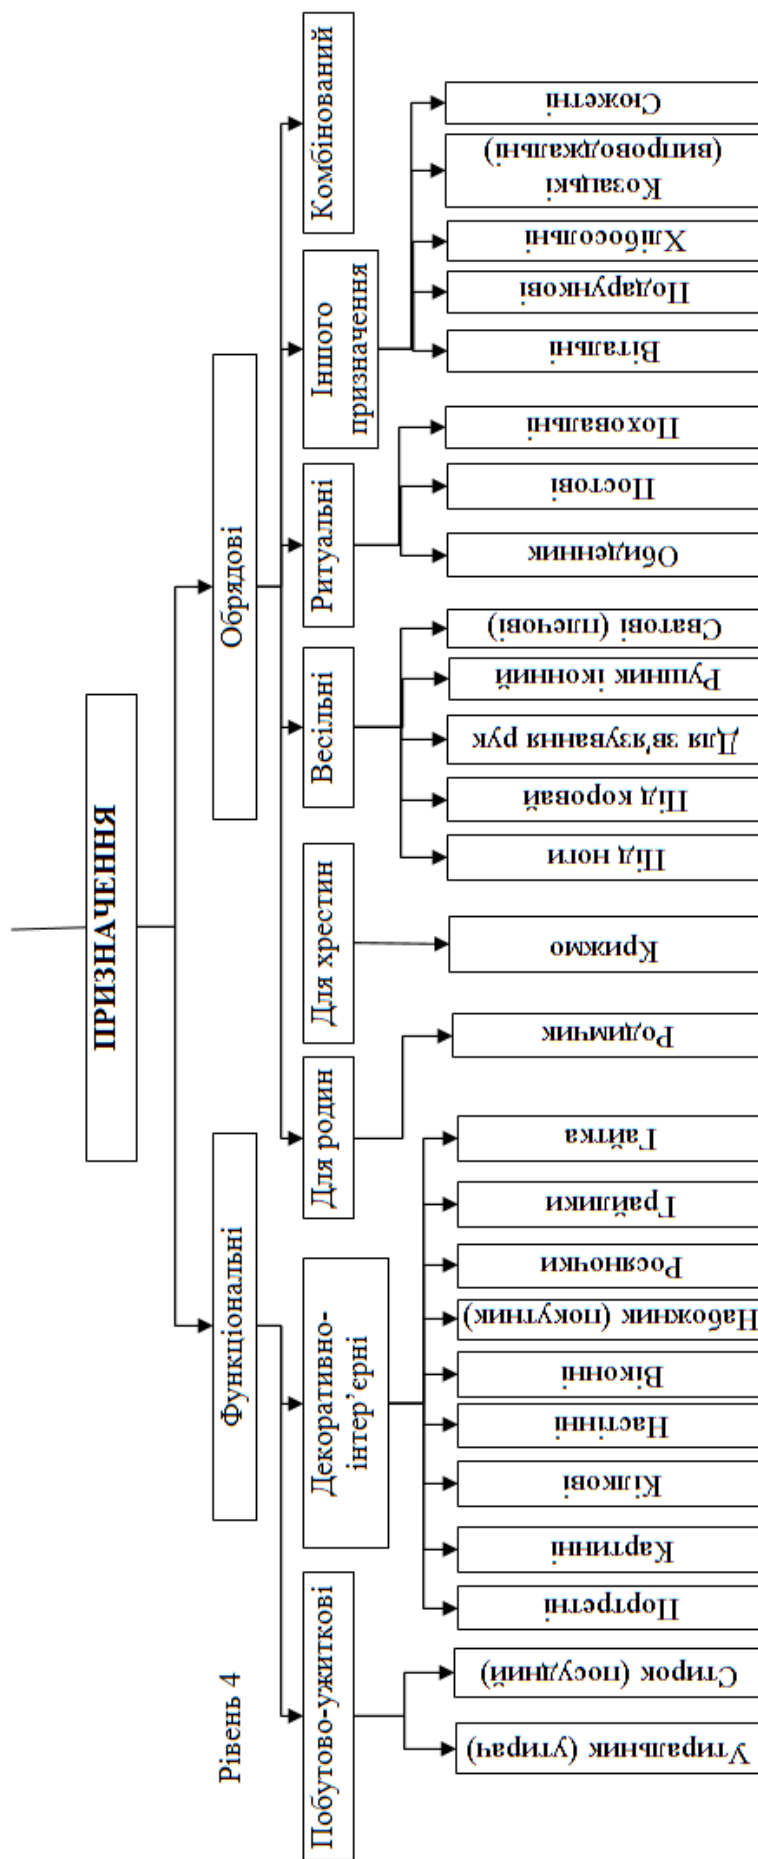 ПРИЗНАЧЕННЯ
Рівень 4
Функціональні
Обрядові
Побутово-ужиткові
Декоративно-
інтер’єрні
Для родин
Для хрестин
Весільні
Ритуальні
Іншого
призначення
Комбінований
Утиральник (утирач)
Стирок (посудний)
Портретні
Картинні
Кілкові
Настінні
Віконні
Набожник (покутник)
Росяночки
Грайлики
Гайтка
Родимчик
Крижмо
Під ноги
Під коровай
Для зв'язування рук
Рушник іконний
Сватові (плечові)
Обиденник
Постові
Поховальні
Вітальні
Подарункові
Хлібосольні
Козацькі
(випроводжальні)
Сюжетні